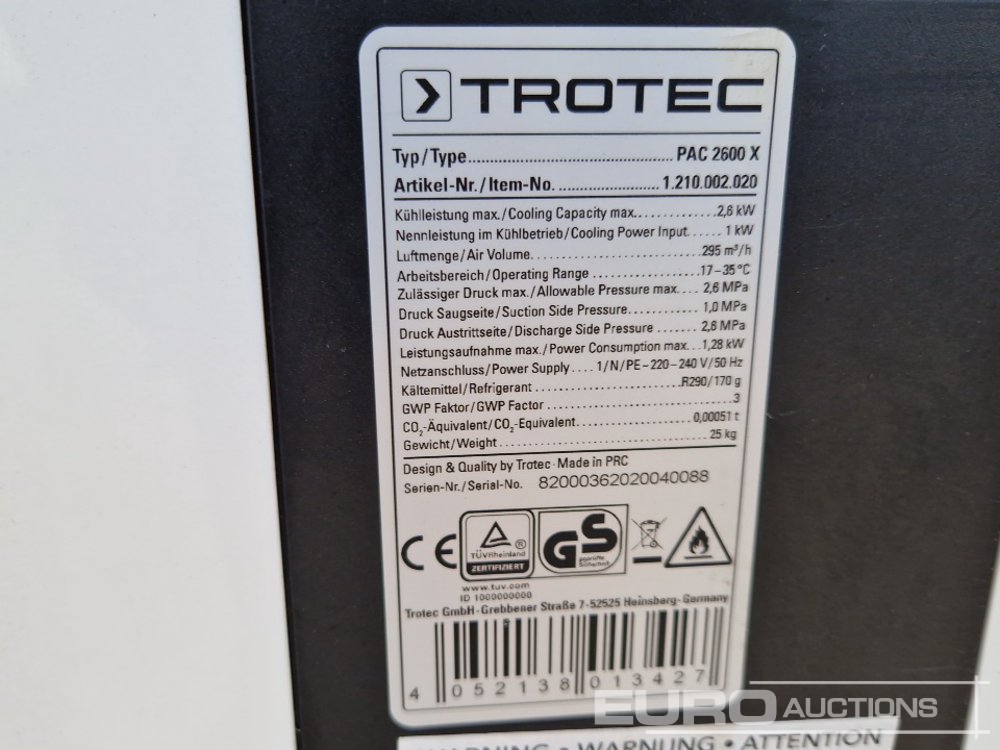 TROTEC
Typ/Type.....PAC 2600 X
Artikel-Nr./Item-No......1.210.002.020
Kühlleistung max./Cooling Capacity max......2,6 kW
Nennleistung im Kühlbetrieb/Cooling Power Input.....1 kW
Luftmenge/Air Volume.....295 m³/h
Arbeitsbereich/Operating Range.....17–35°C
Zulässiger Druck max./Allowable Pressure max.....2,6 MPa
Druck Saugseite/Suction Side Pressure.....1,0 MPa
Druck Austrittseite/Discharge Side Pressure.....2,6 MPa
Leistungsaufnahme max./Power Consumption max...1,28 kW
Netzanschluss/Power Supply....1/N/PE~220–240 V/50 Hz
Kältemittel/Refrigerant.....R290/170 g
GWP Faktor/GWP Factor.....3
CO₂-Äquivalent/CO₂-Equivalent.....0,00051 t
Gewicht/Weight.....25 kg
Design & Quality by Trotec·Made in PRC
Serien-Nr./Serial-No. 82000362020040088
CE
TÜVRheinland ®
ZERTIFIZIERT
GS
geprüfte
Sicherheit
www.tuv.com
ID 1000000000
Trotec GmbH·Grebbener Straße 7·52525 Heinsberg·Germany
4 052138 013427
EURO AUCTIONS
WARNING • WARNUNG • ATTENTION